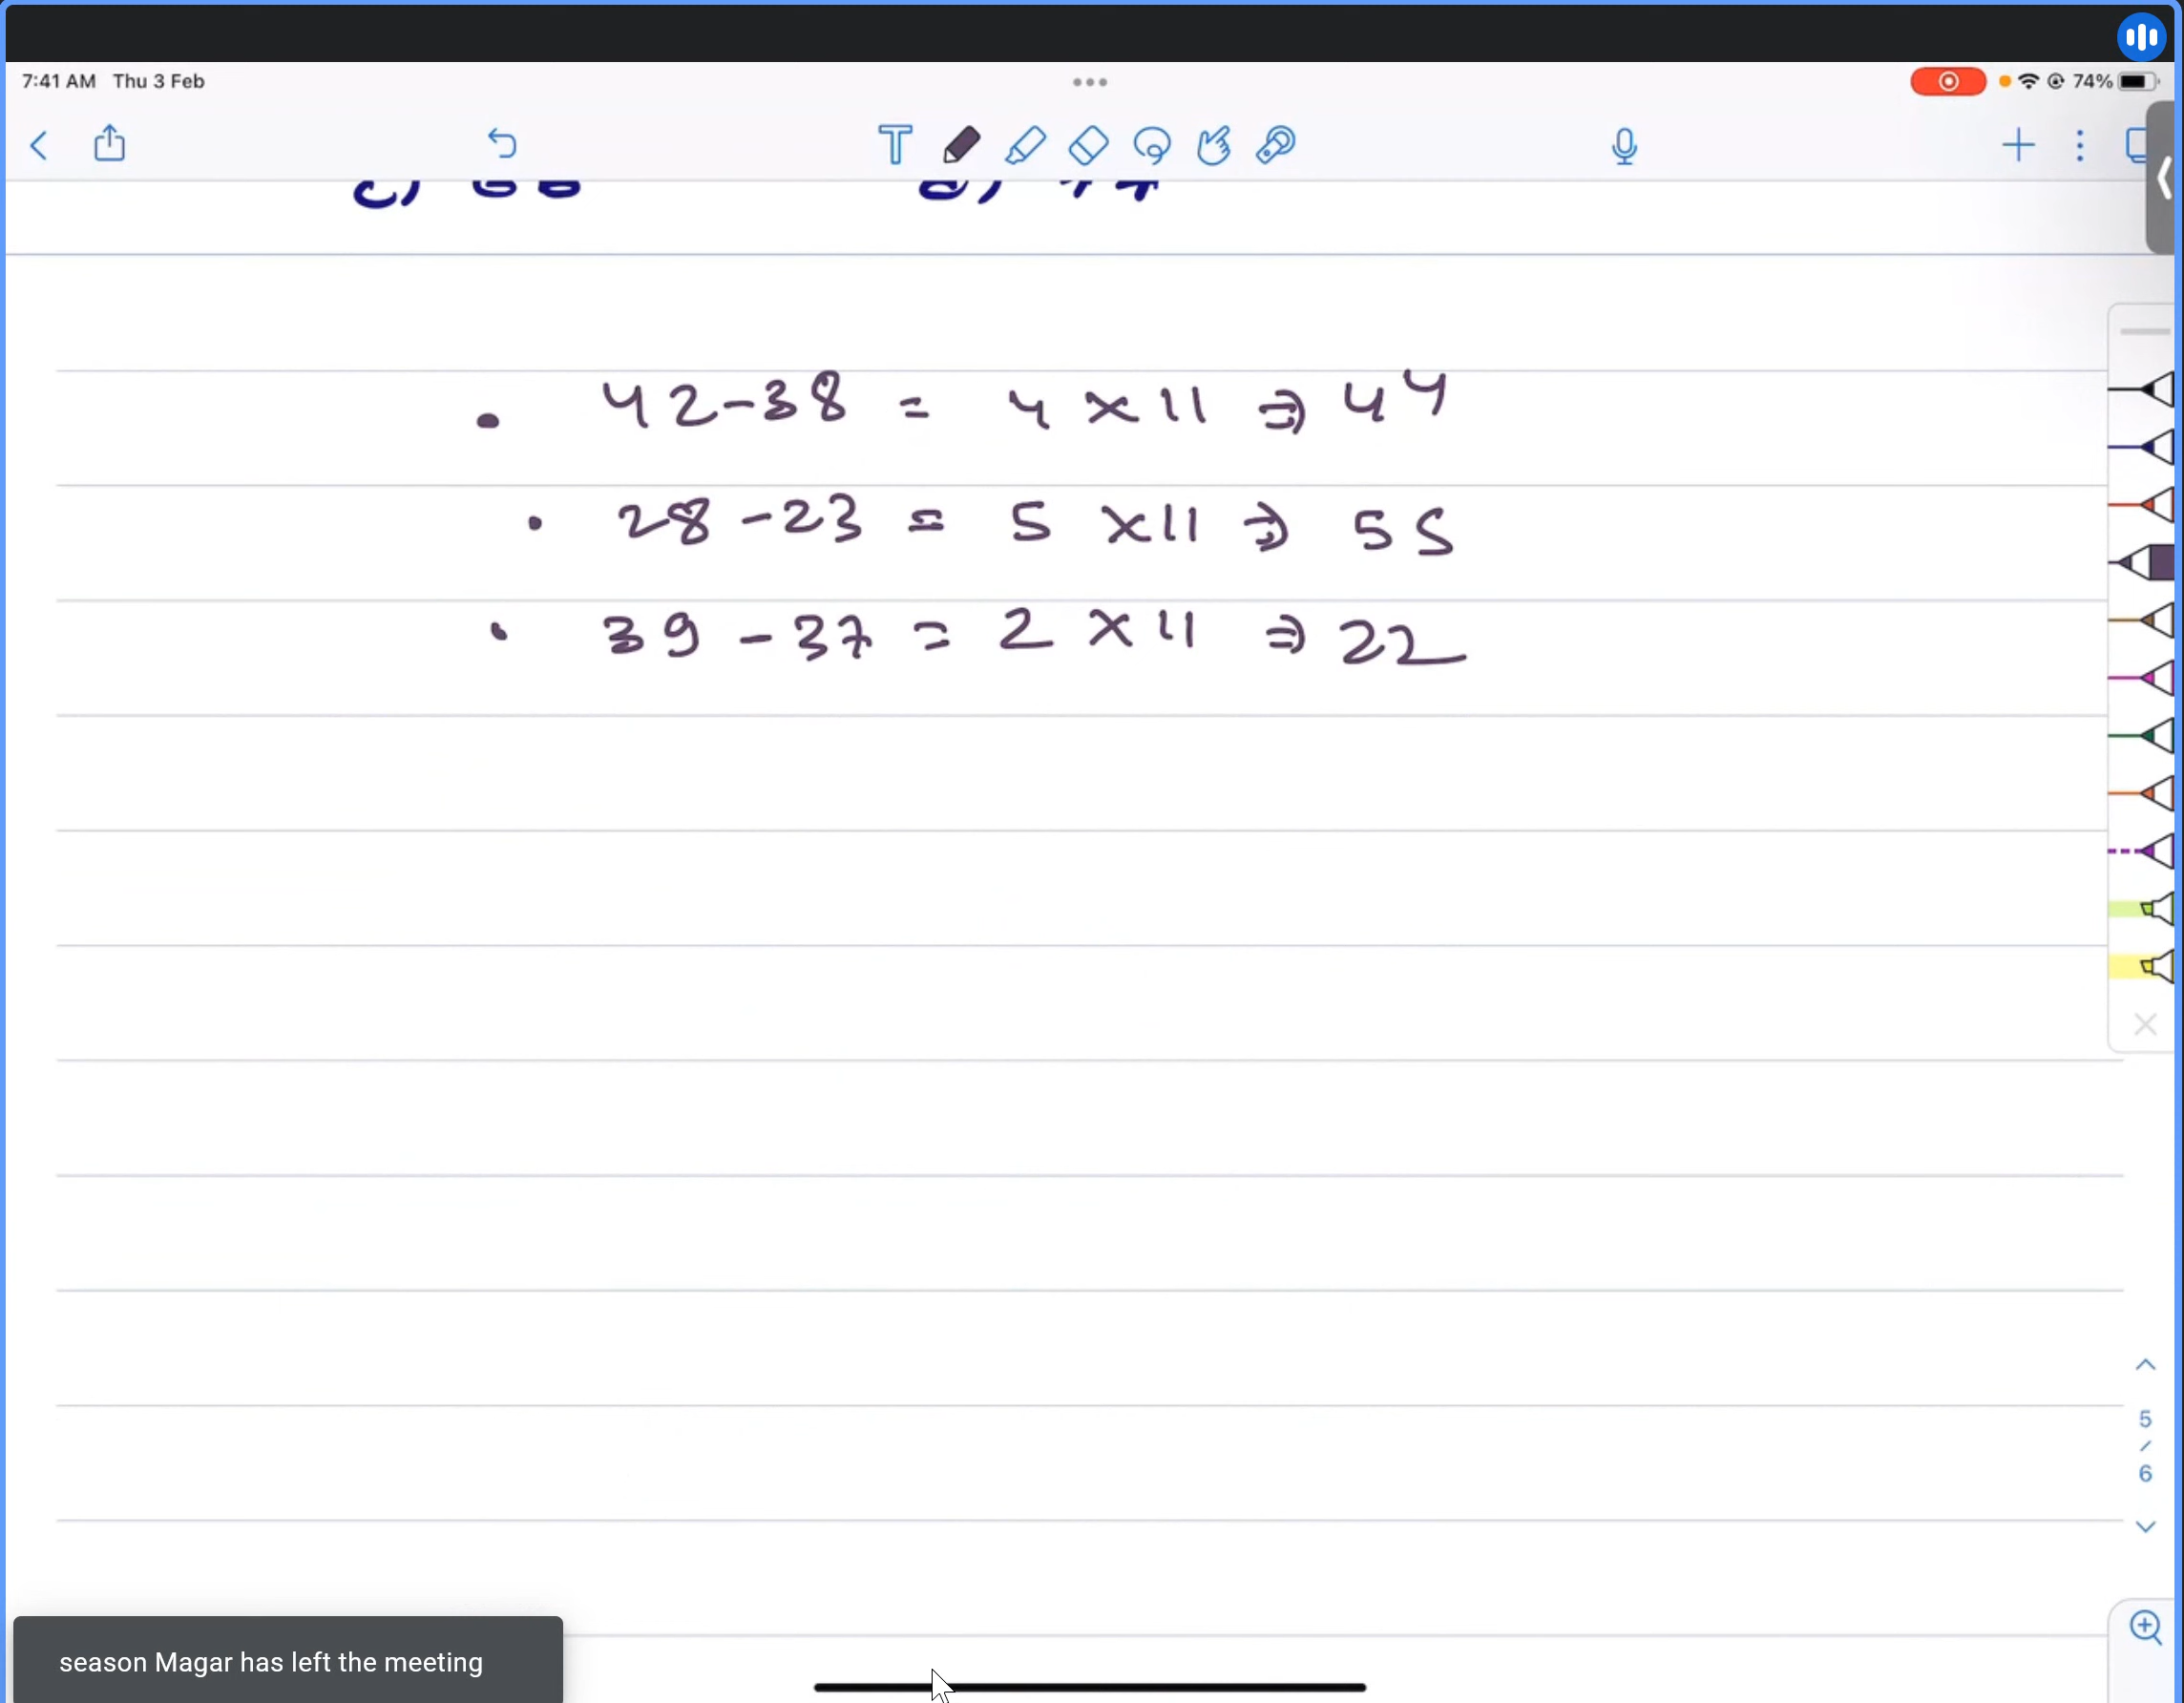 7:41 AM Thu 3 Feb
74%
42-38 = 4 × 11 ⇒ 44
28-23 = 5 × 11 ⇒ 55
39-37 = 2 × 11 ⇒ 22
5
/
6
season Magar has left the meeting